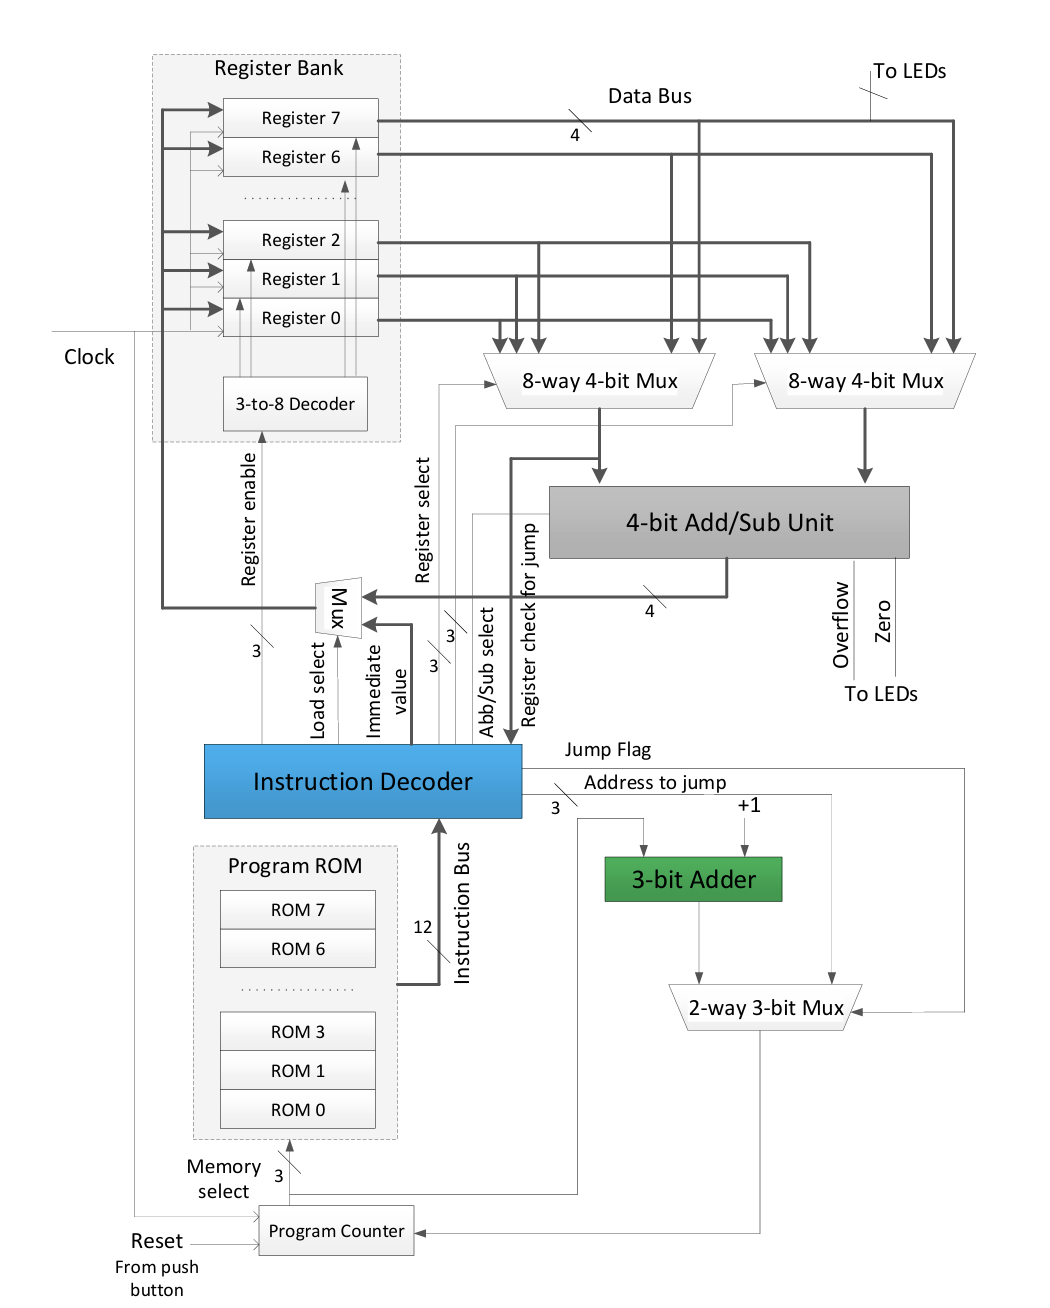 Register Bank
To LEDs
Data Bus
Register 7
4
Register 6
Register 2
Register 1
Register 0
Clock
8-way 4-bit Mux
8-way 4-bit Mux
3-to-8 Decoder
Register enable
Register select
4-bit Add/Sub Unit
Register check for jump
Mux
4
Overflow
Zero
3
3
3
Load select
Immediate
value
Abb/Sub select
To LEDs
Instruction Decoder
Jump Flag
Address to jump
3
+1
Program ROM
Instruction Bus
3-bit Adder
ROM 7
12
ROM 6
2-way 3-bit Mux
ROM 3
ROM 1
ROM 0
Memory
select
3
Program Counter
Reset
From push
button